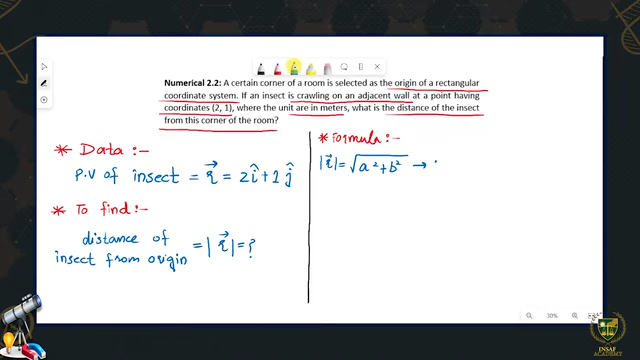 Numerical 2.2: A certain corner of a room is selected as the origin of a rectangular
coordinate system. If an insect is crawling on an adjacent wall at a point having
coordinates (2, 1), where the unit are in meters, what is the distance of the insect
from this corner of the room?
* Data :-
P.V of insect = r⃗ = 2î + 1ĵ
* To find :-
distance of
insect from origin = |r⃗| = ?
* Formula :-
|r⃗| = √a² + b² →
30%
INSAF
ACADEMY